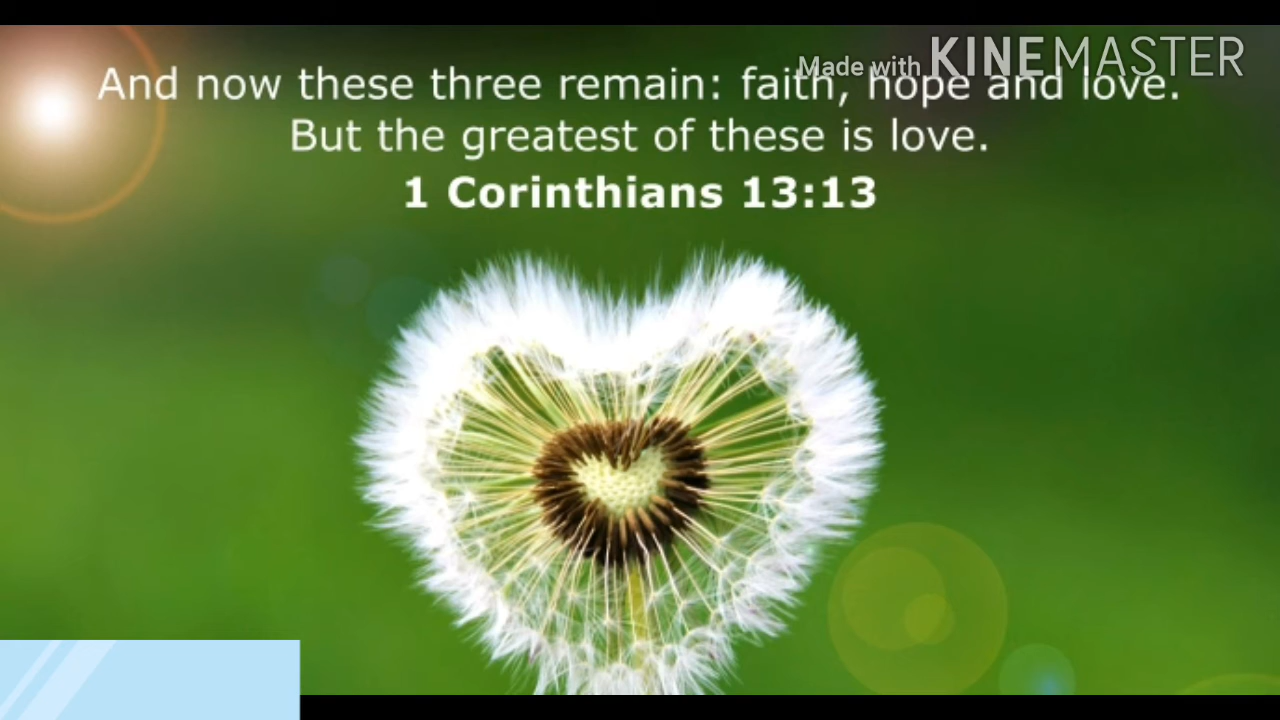 Made with KINEMASTER
And now these three remain: faith, hope and love.
But the greatest of these is love.
1 Corinthians 13:13